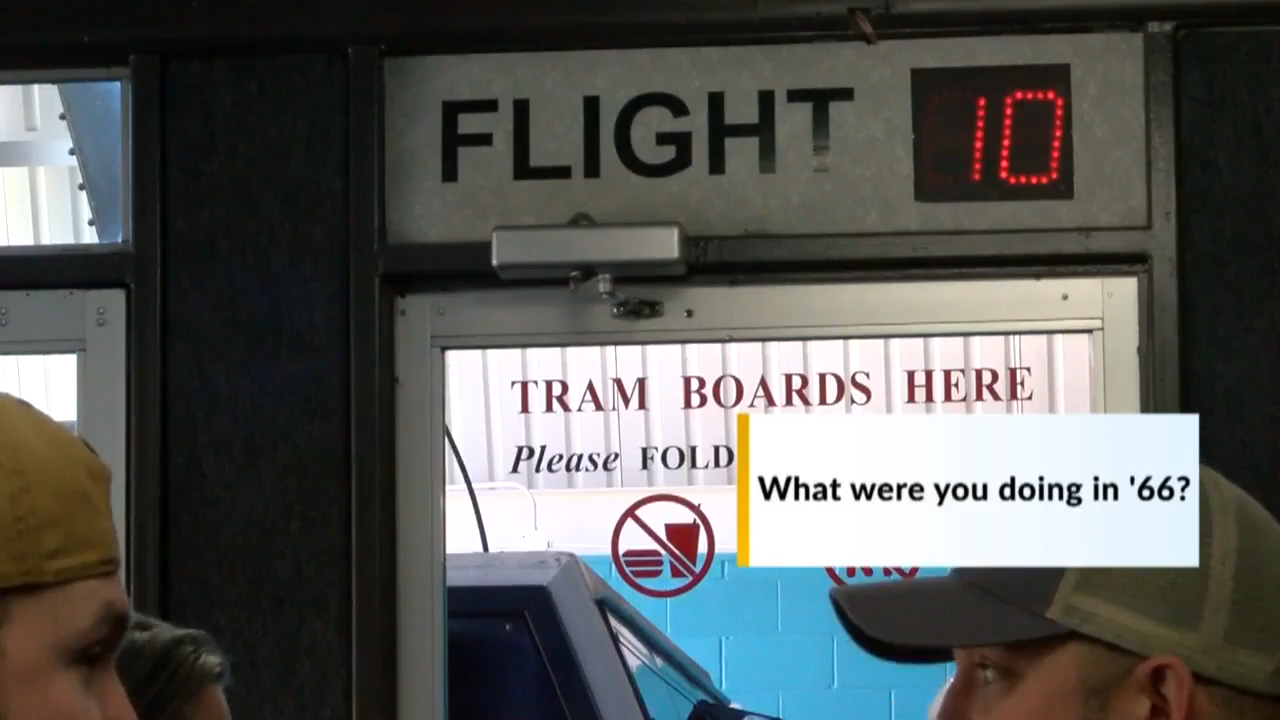 FLIGHT 10
TRAM BOARDS HERE
Please FOLD
What were you doing in '66?